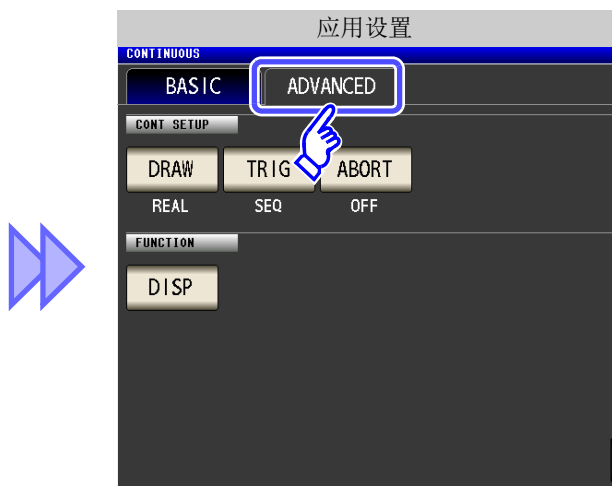 应用设置
CONTINUOUS
BASIC ADVANCED
CONT SETUP
DRAW TRIG ABORT
REAL SEQ OFF
FUNCTION
DISP